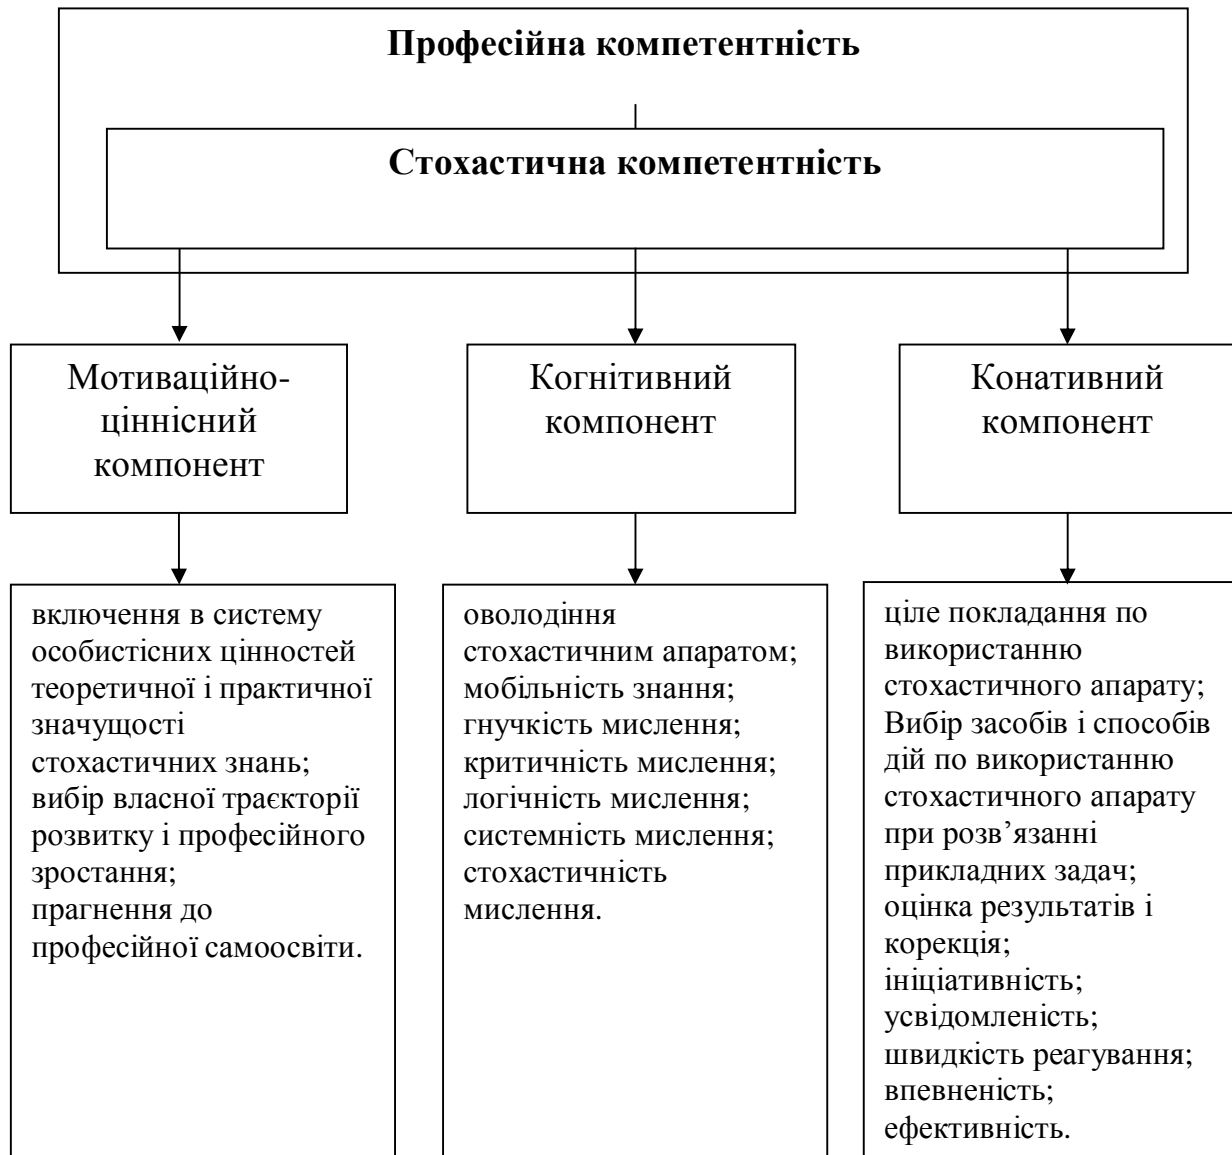 Професійна компетентність
Стохастична компетентність
Мотиваційно-
ціннісний
компонент
Когнітивний
компонент
Конативний
компонент
включення в систему
особистісних цінностей
теоретичної і практичної
значущості
стохастичних знань;
вибір власної траєкторії
розвитку і професійного
зростання;
прагнення до
професійної самоосвіти.
оволодіння
стохастичним апаратом;
мобільність знання;
гнучкість мислення;
критичність мислення;
логічність мислення;
системність мислення;
стохастичність
мислення.
ціле покладання по
використанню
стохастичного апарату;
Вибір засобів і способів
дій по використанню
стохастичного апарату
при розв’язанні
прикладних задач;
оцінка результатів і
корекція;
ініціативність;
усвідомленість;
швидкість реагування;
впевненість;
ефективність.